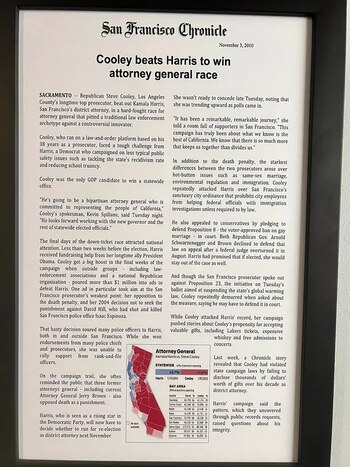 San Francisco Chronicle
November 3, 2010
Cooley beats Harris to win
attorney general race
SACRAMENTO — Republican Steve Cooley, Los Angeles
County's longtime top prosecutor, beat out Kamala Harris,
San Francisco's district attorney, in a hard-fought race for
attorney general that pitted a traditional law enforcement
archetype against a controversial innovator.
Cooley, who ran on a law-and-order platform based on his
38 years as a prosecutor, faced a tough challenge from
Harris, a Democrat who campaigned on less typical public
safety issues such as tackling the state's recidivism rate
and reducing school truancy.
Cooley was the only GOP candidate to win a statewide
office.
"He's going to be a bipartisan attorney general who is
committed to representing the people of California,"
Cooley's spokesman, Kevin Spillane, said Tuesday night.
"He looks forward working with the new governor and the
rest of statewide elected officials."
The final days of the down-ticket race attracted national
attention. Less than two weeks before the election, Harris
received fundraising help from her longtime ally President
Obama. Cooley got a big boost in the final weeks of the
campaign when outside groups - including law
enforcement associations and a national Republican
organization - poured more than $1 million into ads to
defeat Harris. One ad in particular took aim at the San
Francisco prosecutor's weakest point: her opposition to
the death penalty, and her 2004 decision not to seek the
punishment against David Hill, who had shot and killed
San Francisco police officer Isaac Espinoza.
That hasty decision soured many police officers to Harris,
both in and outside San Francisco. While she won
endorsements from many police chiefs
and prosecutors, she was unable to
rally support from rank-and-file
officers.
On the campaign trail, she often
reminded the public that three former
attorney general - including current
Attorney General Jerry Brown - also
opposed death as a punishment.
Harris, who is seen as a rising star in
the Democratic Party, will now have to
decide whether to run for re-election
as district attorney next November.
She wasn't ready to concede late Tuesday, noting that
she was trending upward as polls came in.
"It has been a remarkable, remarkable journey," she
told a room full of supporters in San Francisco. "This
campaign has truly been about what we know is the
best of California. We know that there is so much more
that keeps us together than divides us."
In addition to the death penalty, the starkest
differences between the two prosecutors arose over
hot-button issues such as same-sex marriage,
environmental regulation and immigration. Cooley
repeatedly attacked Harris over San Francisco's
sanctuary city ordinance that prohibits city employees
from helping federal officials with immigration
investigations unless required to by law.
He also appealed to conservatives by pledging to
defend Proposition 8 - the voter-approved ban on gay
marriage - in court. Both Republican Gov. Arnold
Schwarzenegger and Brown declined to defend that
law on appeal after a federal judge overturned it in
August. Harris had promised that if elected, she would
stay out of the case as well.
And though the San Francisco prosecutor spoke out
against Proposition 23, the initiative on Tuesday's
ballot aimed at suspending the state's global warming
law, Cooley repeatedly demurred when asked about
the measure, saying he may have to defend it in court.
While Cooley attacked Harris' record, her campaign
pushed stories about Cooley's propensity for accepting
valuable gifts, including Lakers tickets, expensive
whiskey and free admissions to
concerts.
Last week, a Chronicle story
revealed that Cooley had violated
state campaign laws by failing to
disclose thousands of dollars'
worth of gifts over his decade as
district attorney.
Harris' campaign said the
pattern, which they uncovered
through public records requests,
raised questions about his
integrity.
Attorney General
Kamala Harris vs. Steve Cooley
STATEWIDE
BAY AREA